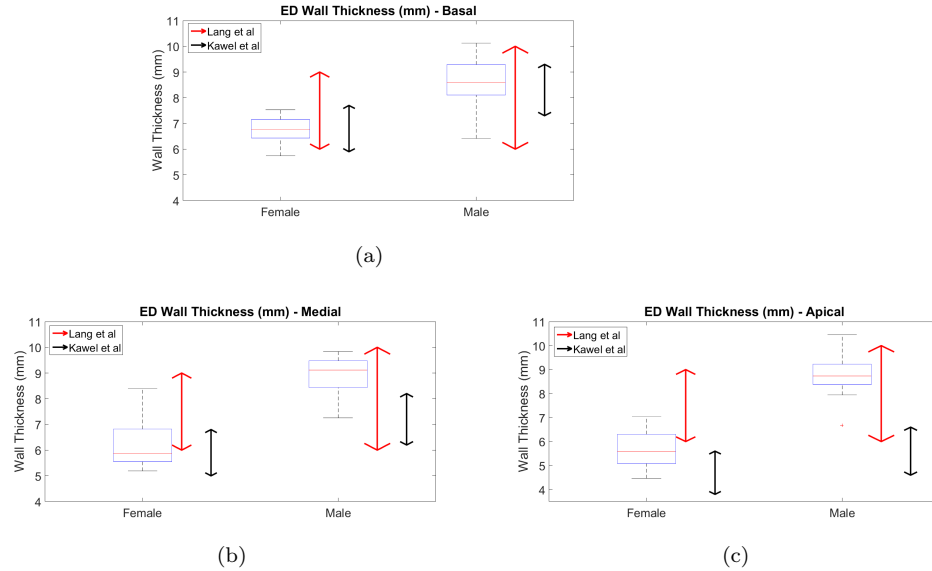 ED Wall Thickness (mm) - Basal
Wall Thickness (mm)
11
10
9
8
7
6
5
4
Lang et al
Kawel et al
Female
Male
(a)
ED Wall Thickness (mm) - Medial
Wall Thickness (mm)
11
10
9
8
7
6
5
4
Lang et al
Kawel et al
Female
Male
(b)
ED Wall Thickness (mm) - Apical
Wall Thickness (mm)
11
10
9
8
7
6
5
4
Lang et al
Kawel et al
Female
Male
(c)